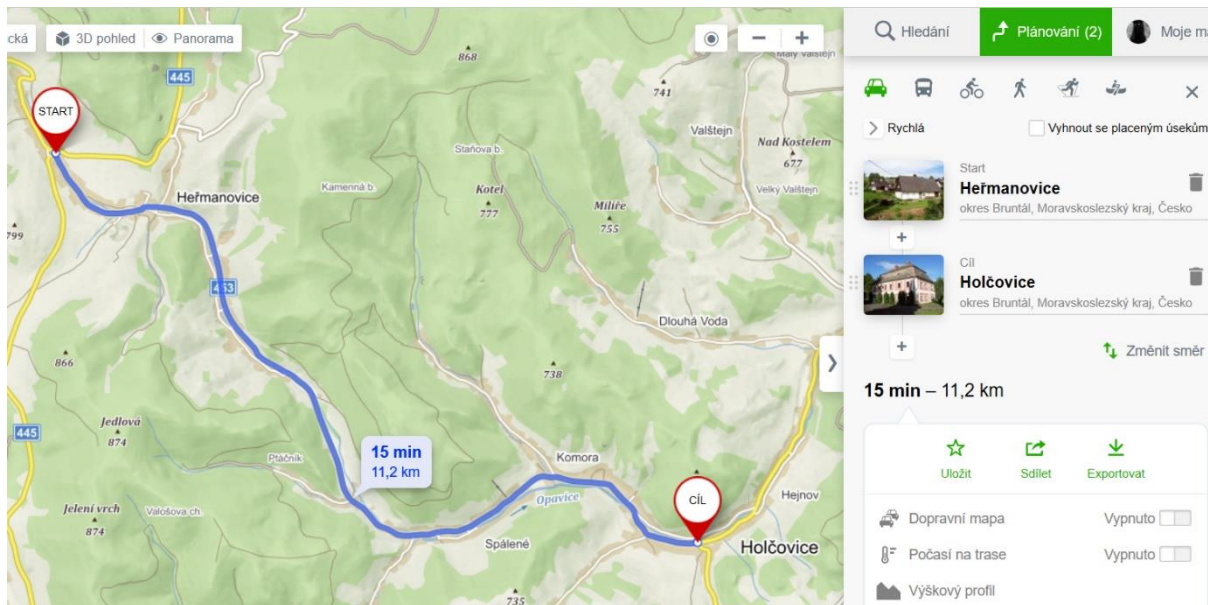 cká
3D pohled
Panorama
Hledání
Plánování (2)
Moje ma
Rychlá
Vyhnout se placeným úsekům
Start
Heřmanovice
okres Bruntál, Moravskoslezský kraj, Česko
+
Cíl
Holčovice
okres Bruntál, Moravskoslezský kraj, Česko
+
Změnit směr
15 min – 11,2 km
Uložit
Sdílet
Exportovat
Dopravní mapa
Vypnuto
Počasí na trase
Vypnuto
Výškový profil
START
445
868
741
Malý Valštejn
Valštejn
Nad Kostelem
677
Velký Valštejn
Staňova b.
Kamenná b.
Kotel
777
Milíře
755
Heřmanovice
799
453
Dlouhá Voda
866
738
Jedlová
874
445
Ptáčník
15 min
11,2 km
Komora
CÍL
Jelení vrch
874
Valošova ch.
Opavice
Hejnov
Spálené
Holčovice
735